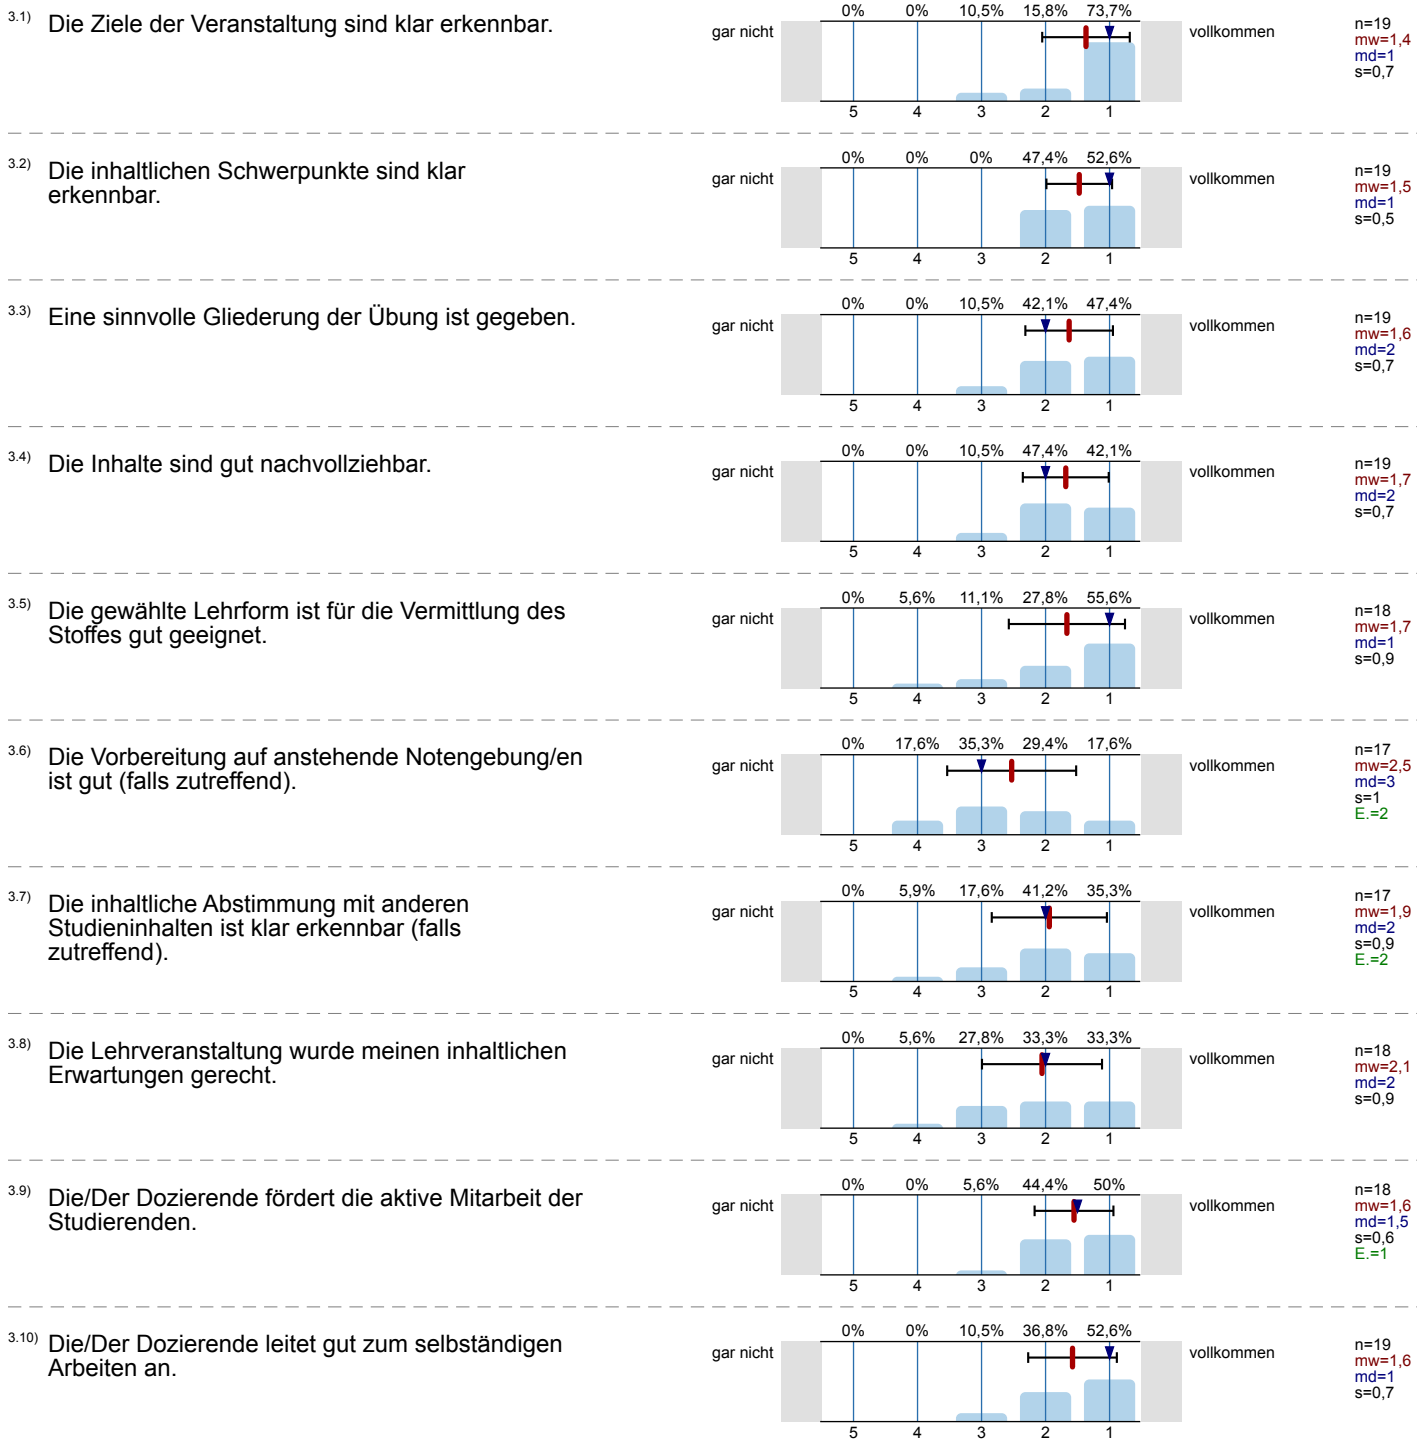 3.1) Die Ziele der Veranstaltung sind klar erkennbar.
0% 0% 10,5% 15,8% 73,7%
gar nicht vollkommen
5 4 3 2 1
n=19
mw=1,4
md=1
s=0,7
3.2) Die inhaltlichen Schwerpunkte sind klar
erkennbar.
0% 0% 0% 47,4% 52,6%
gar nicht vollkommen
5 4 3 2 1
n=19
mw=1,5
md=1
s=0,5
3.3) Eine sinnvolle Gliederung der Übung ist gegeben.
0% 0% 10,5% 42,1% 47,4%
gar nicht vollkommen
5 4 3 2 1
n=19
mw=1,6
md=2
s=0,7
3.4) Die Inhalte sind gut nachvollziehbar.
0% 0% 10,5% 47,4% 42,1%
gar nicht vollkommen
5 4 3 2 1
n=19
mw=1,7
md=2
s=0,7
3.5) Die gewählte Lehrform ist für die Vermittlung des
Stoffes gut geeignet.
0% 5,6% 11,1% 27,8% 55,6%
gar nicht vollkommen
5 4 3 2 1
n=18
mw=1,7
md=1
s=0,9
3.6) Die Vorbereitung auf anstehende Notengebung/en
ist gut (falls zutreffend).
0% 17,6% 35,3% 29,4% 17,6%
gar nicht vollkommen
5 4 3 2 1
n=17
mw=2,5
md=3
s=1
E.=2
3.7) Die inhaltliche Abstimmung mit anderen
Studieninhalten ist klar erkennbar (falls
zutreffend).
0% 5,9% 17,6% 41,2% 35,3%
gar nicht vollkommen
5 4 3 2 1
n=17
mw=1,9
md=2
s=0,9
E.=2
3.8) Die Lehrveranstaltung wurde meinen inhaltlichen
Erwartungen gerecht.
0% 5,6% 27,8% 33,3% 33,3%
gar nicht vollkommen
5 4 3 2 1
n=18
mw=2,1
md=2
s=0,9
3.9) Die/Der Dozierende fördert die aktive Mitarbeit der
Studierenden.
0% 0% 5,6% 44,4% 50%
gar nicht vollkommen
5 4 3 2 1
n=18
mw=1,6
md=1,5
s=0,6
E.=1
3.10) Die/Der Dozierende leitet gut zum selbständigen
Arbeiten an.
0% 0% 10,5% 36,8% 52,6%
gar nicht vollkommen
5 4 3 2 1
n=19
mw=1,6
md=1
s=0,7